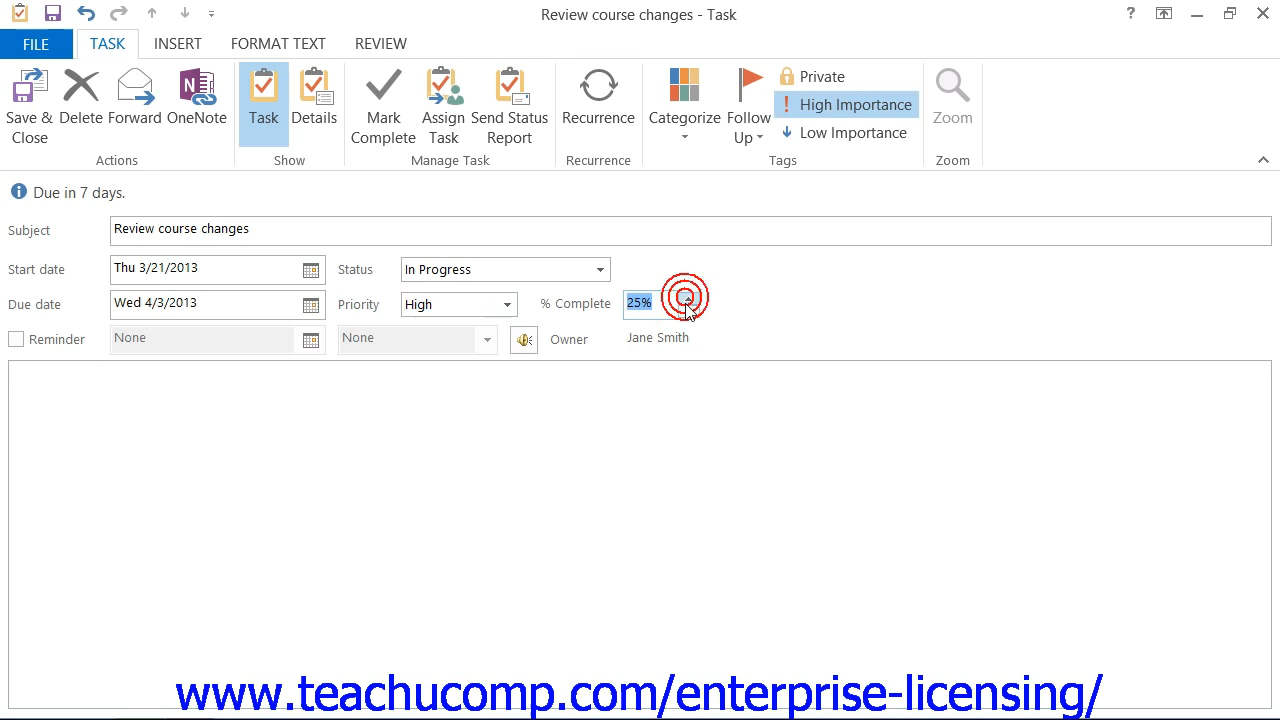 Review course changes - Task
?
FILE TASK INSERT FORMAT TEXT REVIEW
Save & Close Delete Forward OneNote Task Details Mark Complete Assign Task Send Status Report Recurrence Categorize Follow Up Private Zoom
! High Importance
Low Importance
Actions Show Manage Task Recurrence Tags Zoom
Due in 7 days.
Subject Review course changes
Start date Thu 3/21/2013 Status In Progress
Due date Wed 4/3/2013 Priority High % Complete 25%
Reminder None None Owner Jane Smith
www.teachucomp.com/enterprise-licensing/